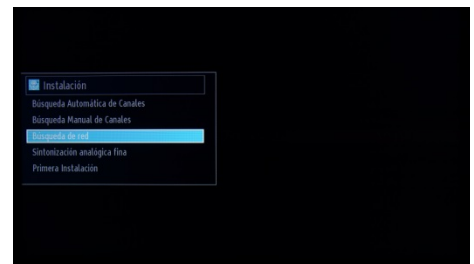 Instalación
Búsqueda Automática de Canales
Búsqueda Manual de Canales
Búsqueda de red
Sintonización analógica fina
Primera Instalación